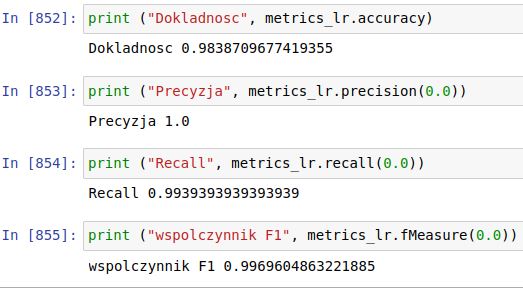 In [852]: print ("Dokladnosc", metrics_lr.accuracy)
Dokladnosc 0.9838709677419355
In [853]: print ("Precyzja", metrics_lr.precision(0.0))
Precyzja 1.0
In [854]: print ("Recall", metrics_lr.recall(0.0))
Recall 0.9939393939393939
In [855]: print ("wspolczynnik F1", metrics_lr.fMeasure(0.0))
wspolczynnik F1 0.9969604863221885